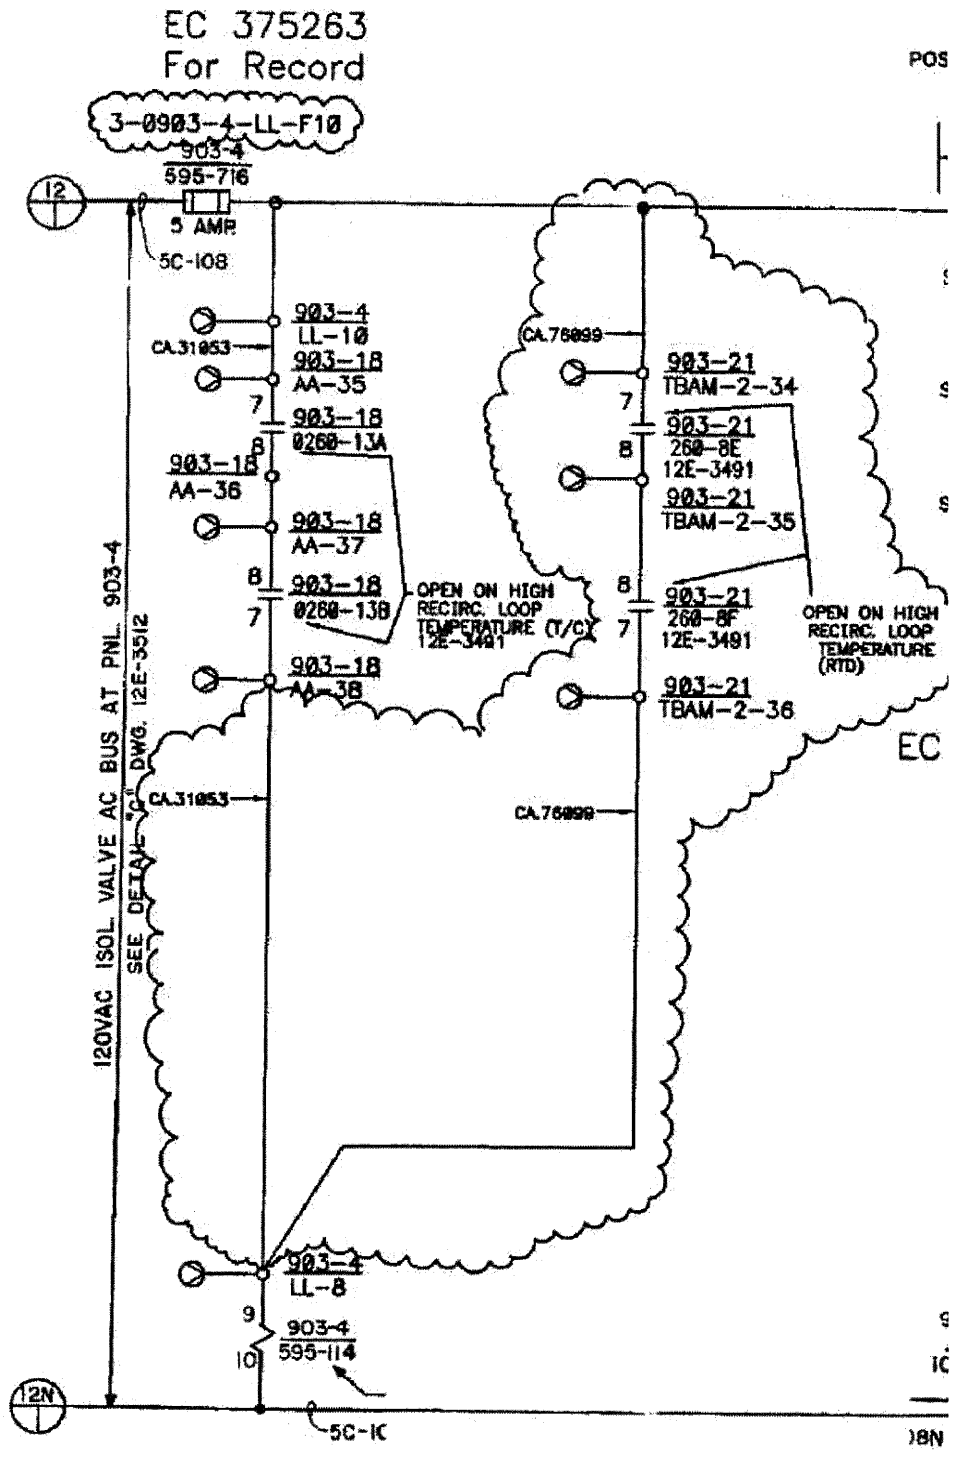 EC 375263
For Record
POS
3-0903-4-LL-F10
903-4
595-716
12
5 AMP.
5C-108
903-4
LL-10
CA.31053
903-18
AA-35
7
903-18
8
0260-13A
903-18
AA-36
903-18
AA-37
8
903-18
7
0260-13B
OPEN ON HIGH
RECIRC. LOOP
TEMPERATURE (T/C)
12E-3491
903-18
AA-38
CA.31053
CA.76099
903-21
TBAM-2-34
7
903-21
8
260-8E
12E-3491
903-21
TBAM-2-35
8
903-21
7
260-8F
12E-3491
OPEN ON HIGH
RECIRC. LOOP
TEMPERATURE
(RTD)
903-21
TBAM-2-36
EC
CA.76099
120VAC ISOL. VALVE AC BUS AT PNL. 903-4
SEE DETAIL "C" DWG. 12E-3512
903-4
LL-8
9
903-4
10
595-114
12N
5C-1
08N